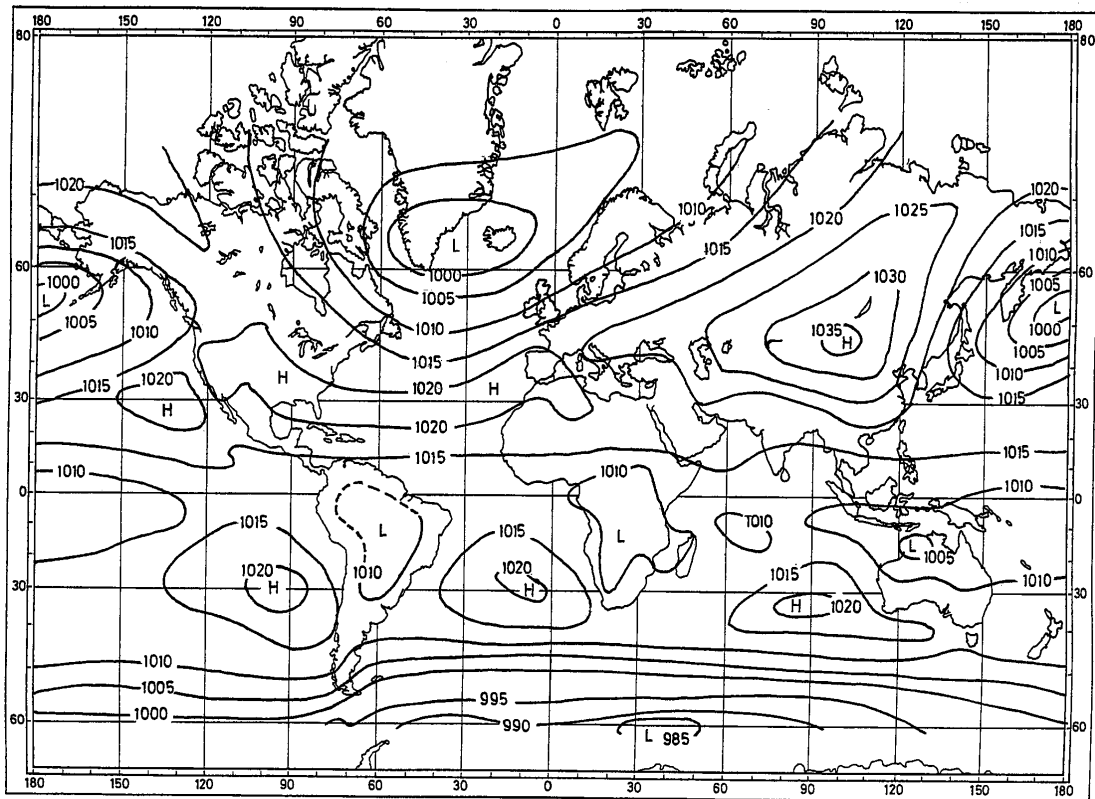 180 150 120 90 60 30 0 30 60 90 120 150 180
80 80
1020 1010 1020 1025 1020
1015 1015 1015
60 1000 L 1000 1010 60
L 1005 1030 1005
1005 1010 1010 1035 H L 1000
1015 1005
1015 1020 H 1020 H 1010
30 H 1020 1015 30
1010 1015 1015
0 1010 1010 0
1015 L 1015 L 1010 L 1005
1020 H 1010 1020 H 1015 1010
30 H 1020 30
1010
1005 995
60 1000 990 60
L 985
180 150 120 90 60 30 0 30 60 90 120 150 180